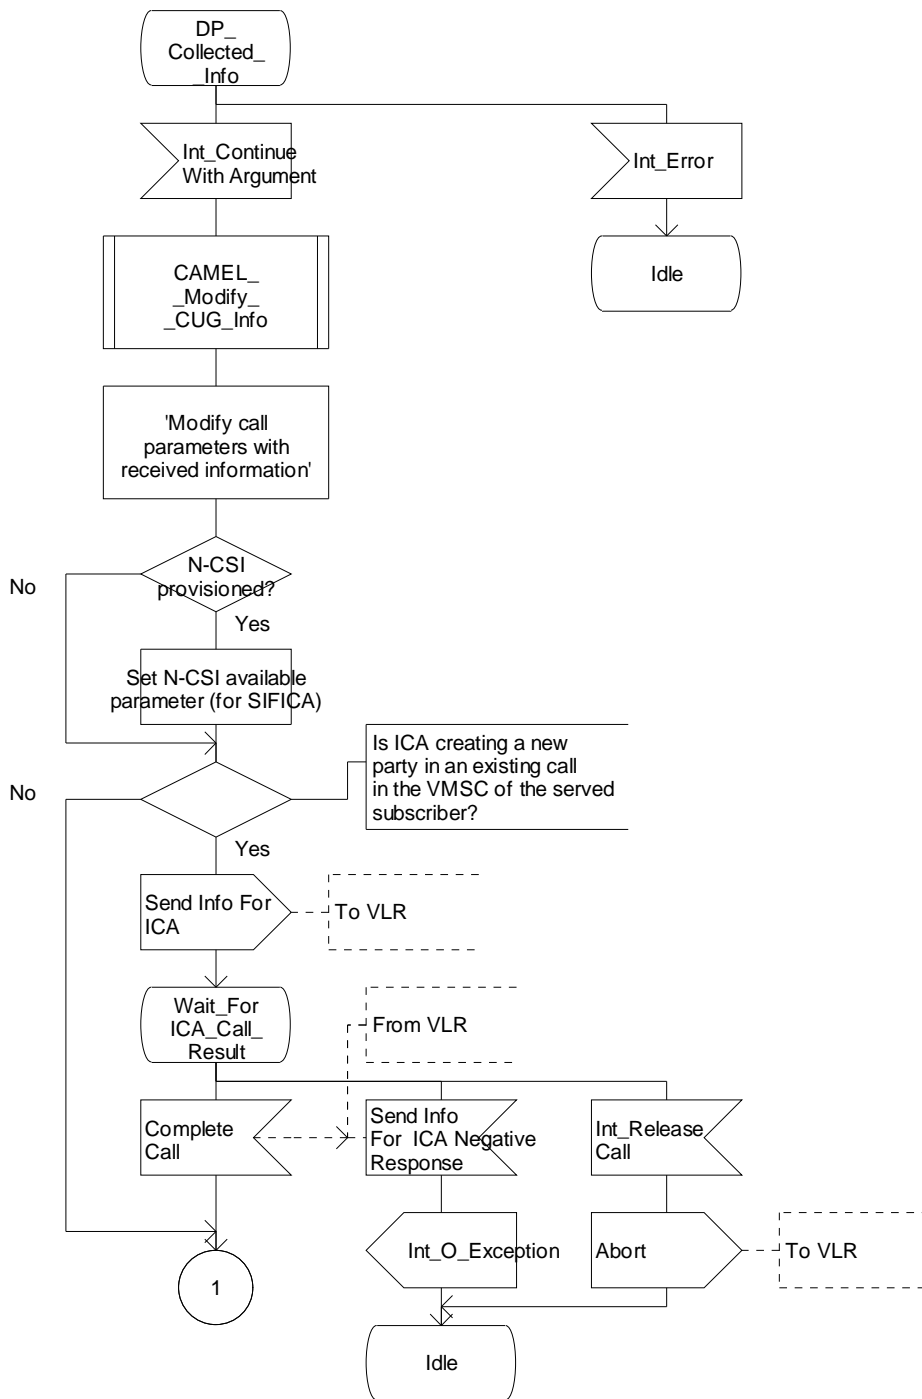 DP_
Collected_
_Info
Int_Continue
With Argument
Int_Error
CAMEL_
_Modify_
_CUG_Info
Idle
'Modify call
parameters with
received information'
N-CSI
provisioned?
No
Yes
Set N-CSI available
parameter (for SIFICA)
Is ICA creating a new
party in an existing call
in the VMSC of the served
subscriber?
No
Yes
Send Info For
ICA
To VLR
Wait_For
ICA_Call_
Result
From VLR
Complete
Call
Send Info
For ICA Negative
Response
Int_Release
Call
Int_O_Exception
Abort
To VLR
1
Idle